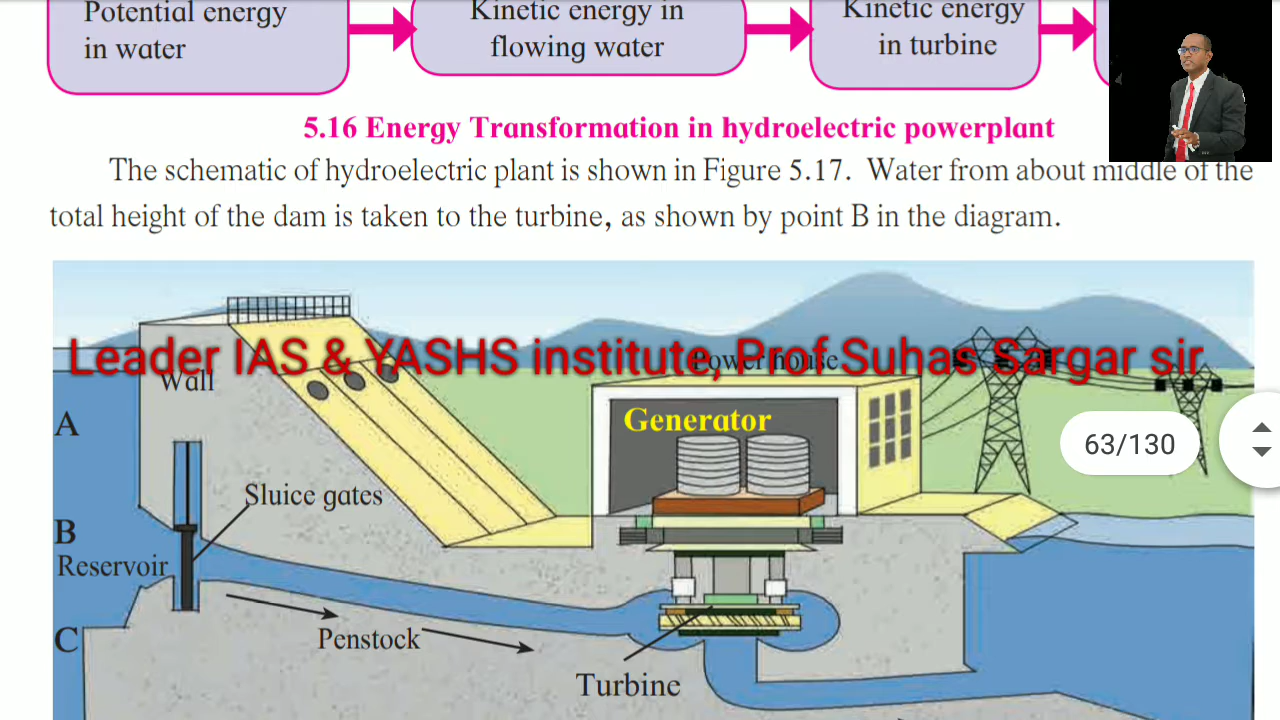 Potential energy
in water
Kinetic energy in
flowing water
Kinetic energy
in turbine
5.16 Energy Transformation in hydroelectric powerplant
The schematic of hydroelectric plant is shown in Figure 5.17. Water from about middle of the
total height of the dam is taken to the turbine, as shown by point B in the diagram.
Leader IAS & YASHS institute, Prof.Suhas Sargar sir
Power house
Wall
A
Generator
63/130
Sluice gates
B
Reservoir
Penstock
C
Turbine